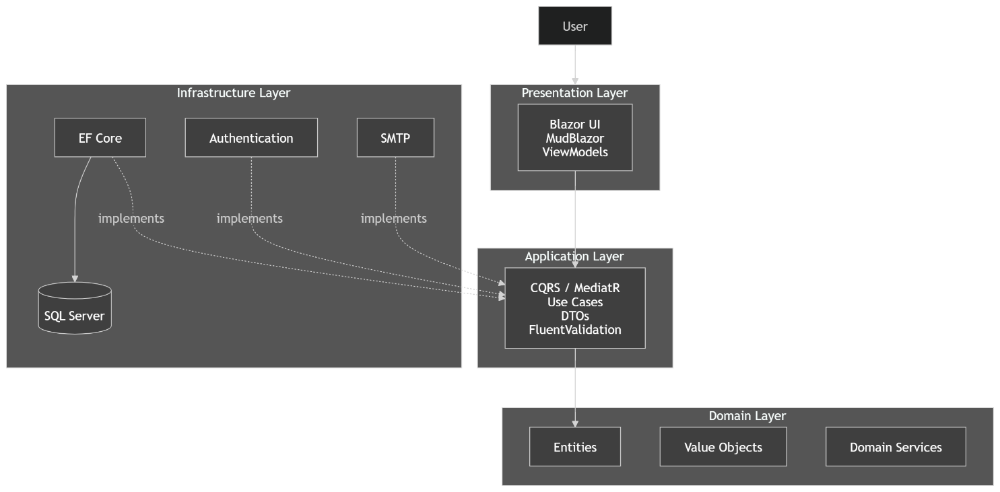 User
Infrastructure Layer
EF Core
Authentication
SMTP
implements
implements
implements
SQL Server
Presentation Layer
Blazor UI
MudBlazor
ViewModels
Application Layer
CQRS / MediatR
Use Cases
DTOs
FluentValidation
Domain Layer
Entities
Value Objects
Domain Services